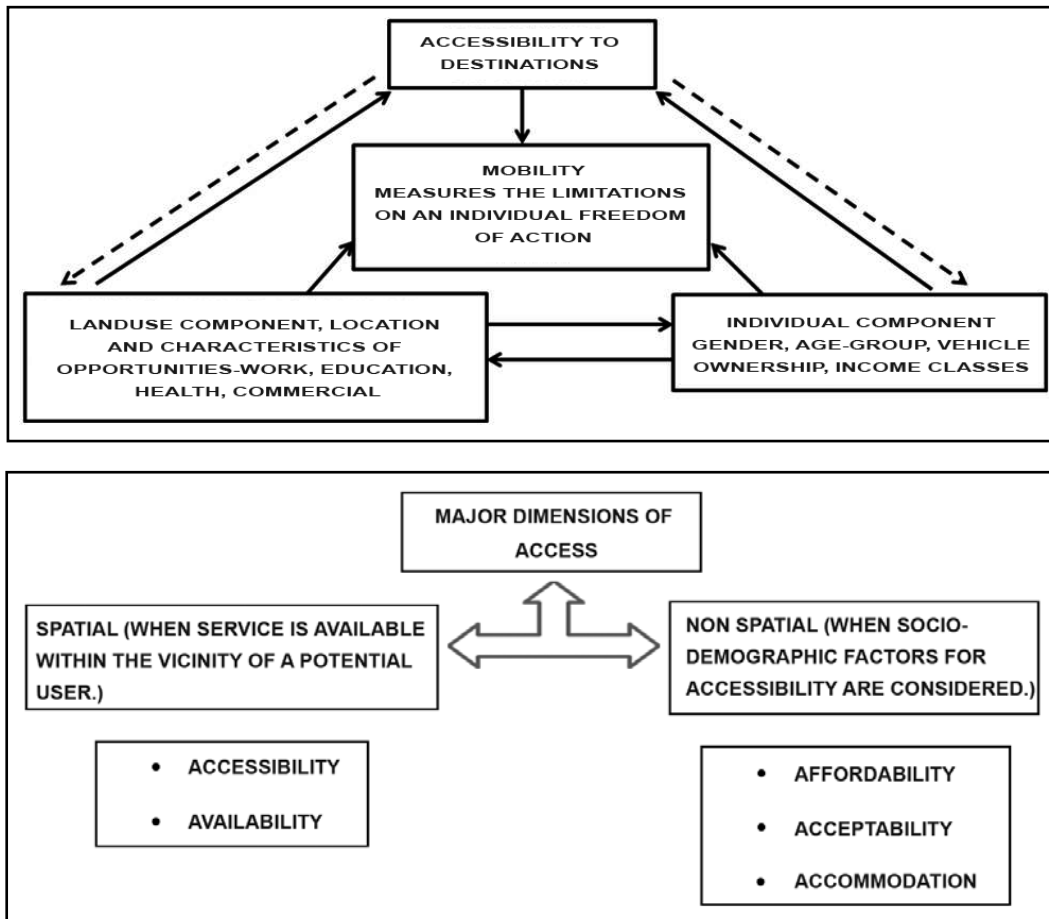 ACCESSIBILITY TO
DESTINATIONS
MOBILITY
MEASURES THE LIMITATIONS
ON AN INDIVIDUAL FREEDOM
OF ACTION
LANDUSE COMPONENT, LOCATION
AND CHARACTERISTICS OF
OPPORTUNITIES-WORK, EDUCATION,
HEALTH, COMMERCIAL
INDIVIDUAL COMPONENT
GENDER, AGE-GROUP, VEHICLE
OWNERSHIP, INCOME CLASSES
MAJOR DIMENSIONS OF
ACCESS
SPATIAL (WHEN SERVICE IS AVAILABLE
WITHIN THE VICINITY OF A POTENTIAL
USER.)
NON SPATIAL (WHEN SOCIO-
DEMOGRAPHIC FACTORS FOR
ACCESSIBILITY ARE CONSIDERED.)
• ACCESSIBILITY
• AVAILABILITY
• AFFORDABILITY
• ACCEPTABILITY
• ACCOMMODATION